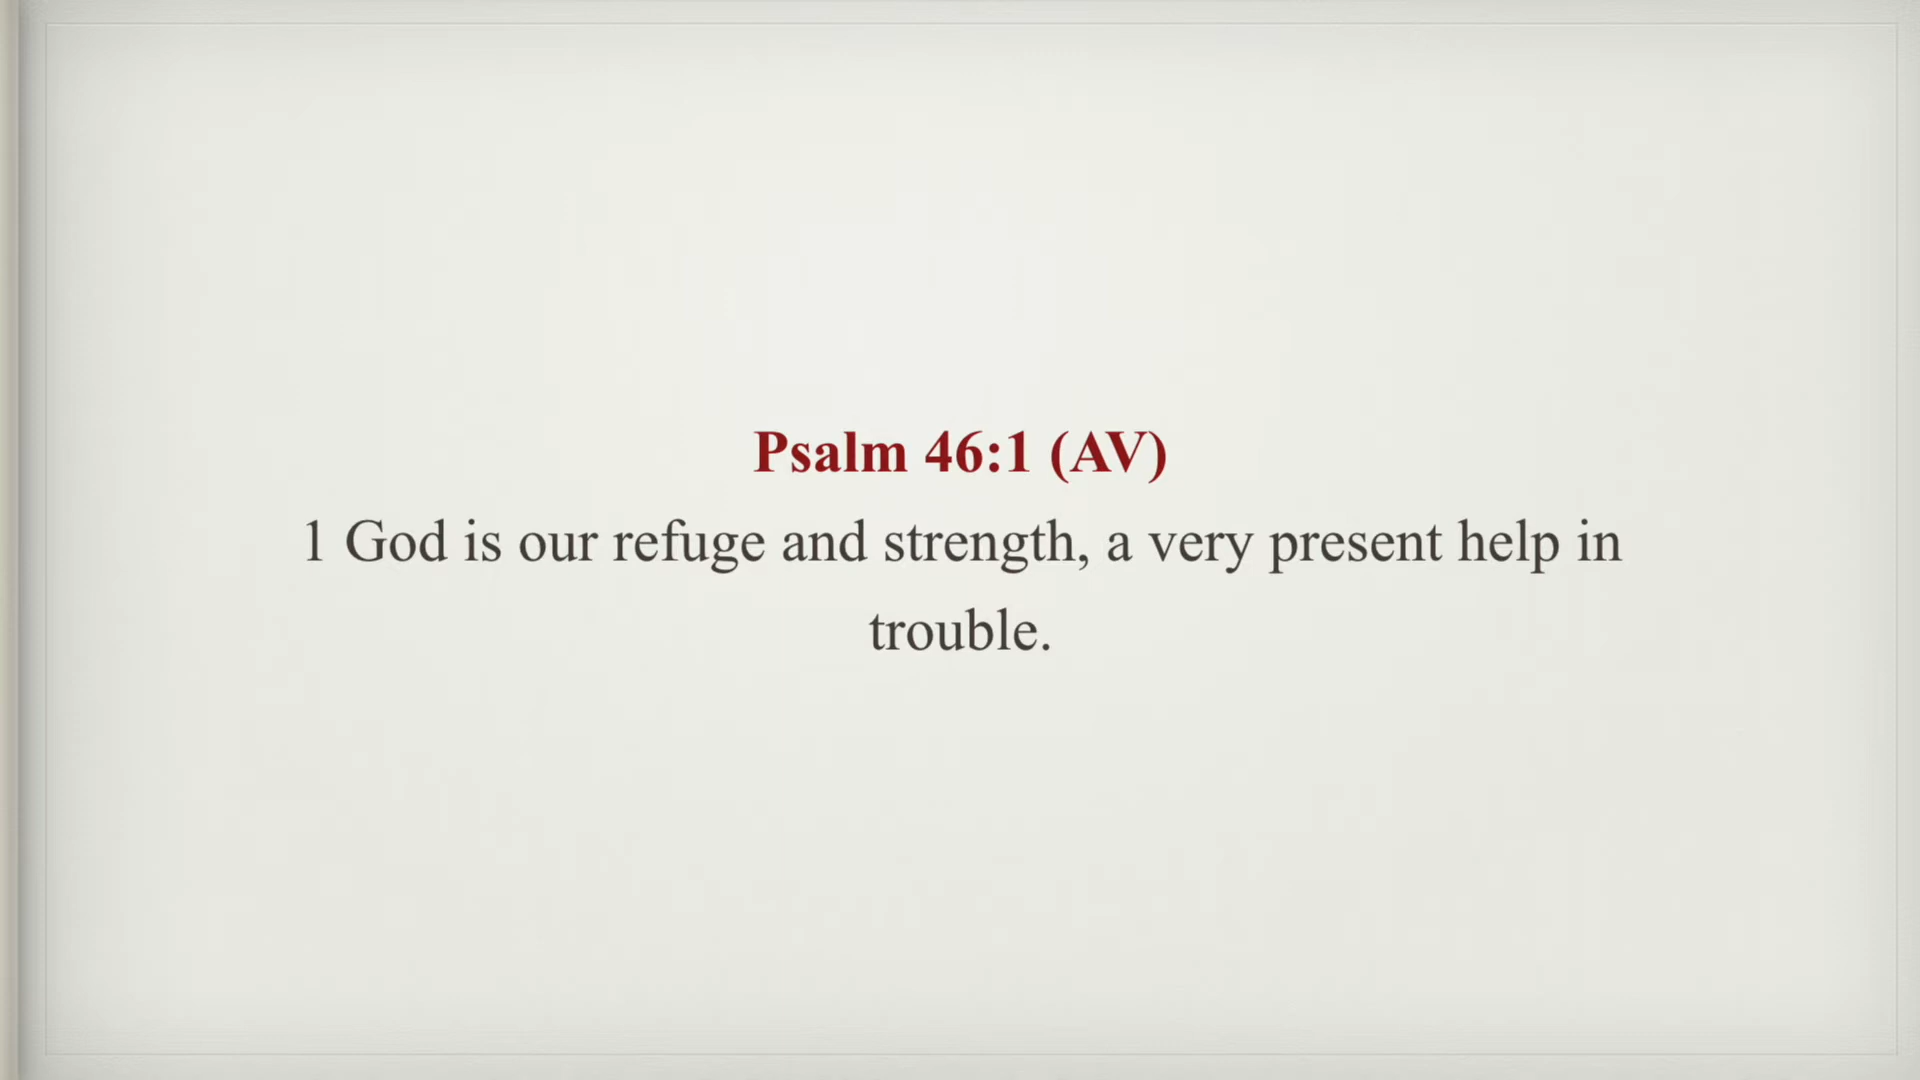 Psalm 46:1 (AV)
1 God is our refuge and strength, a very present help in
trouble.